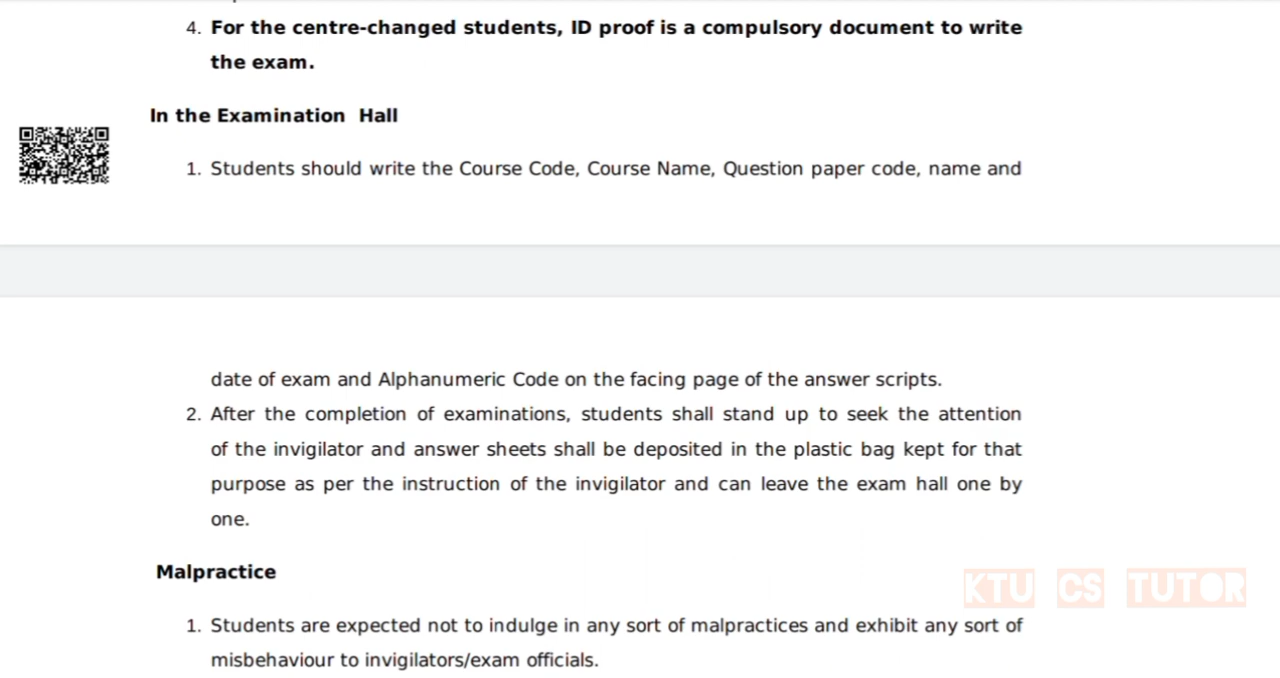 4. For the centre-changed students, ID proof is a compulsory document to write
the exam.
In the Examination Hall
1. Students should write the Course Code, Course Name, Question paper code, name and
date of exam and Alphanumeric Code on the facing page of the answer scripts.
2. After the completion of examinations, students shall stand up to seek the attention
of the invigilator and answer sheets shall be deposited in the plastic bag kept for that
purpose as per the instruction of the invigilator and can leave the exam hall one by
one.
Malpractice
KTU CS TUTOR
1. Students are expected not to indulge in any sort of malpractices and exhibit any sort of
misbehaviour to invigilators/exam officials.